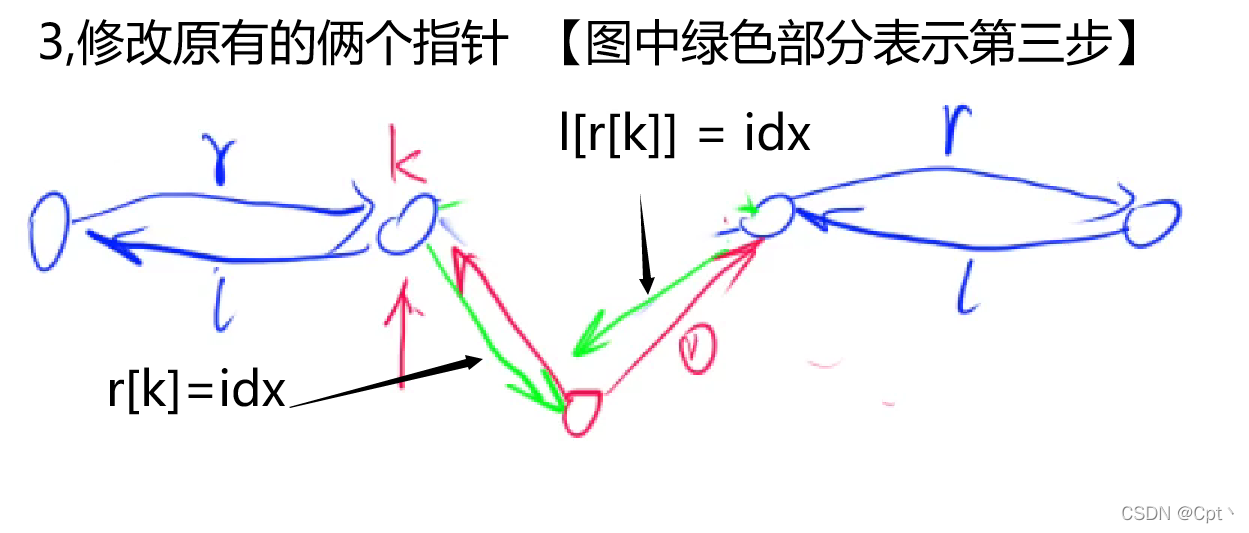 3,修改原有的俩个指针 【图中绿色部分表示第三步】
l[r[k]] = idx
r
k
r
l
l
①
r[k]=idx
CSDN @Cpt丶